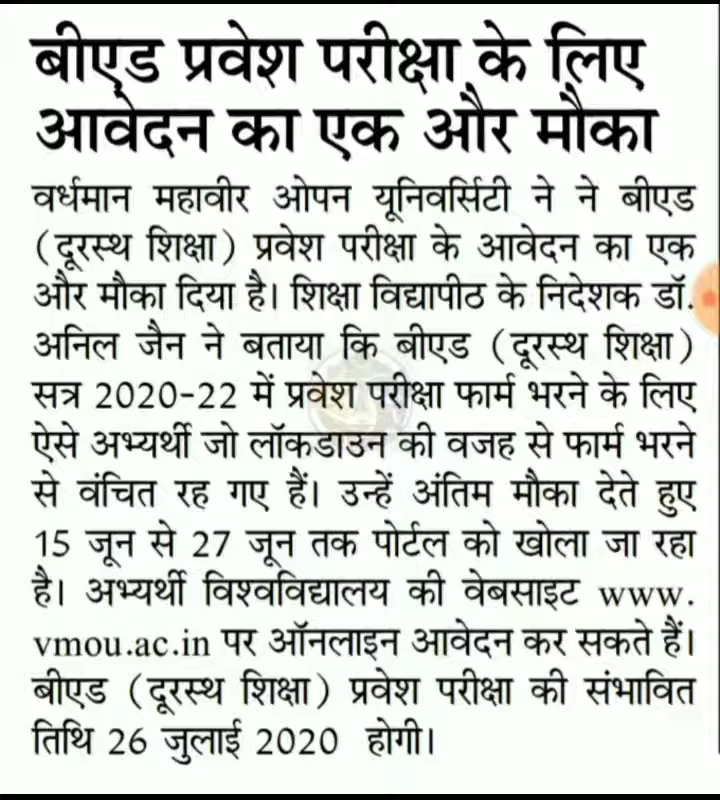 बीएड प्रवेश परीक्षा के लिए
आवेदन का एक और मौका
वर्धमान महावीर ओपन यूनिवर्सिटी ने ने बीएड
(दूरस्थ शिक्षा) प्रवेश परीक्षा के आवेदन का एक
और मौका दिया है। शिक्षा विद्यापीठ के निदेशक डॉ.
अनिल जैन ने बताया कि बीएड (दूरस्थ शिक्षा)
सत्र 2020-22 में प्रवेश परीक्षा फार्म भरने के लिए
ऐसे अभ्यर्थी जो लॉकडाउन की वजह से फार्म भरने
से वंचित रह गए हैं। उन्हें अंतिम मौका देते हुए
15 जून से 27 जून तक पोर्टल को खोला जा रहा
है। अभ्यर्थी विश्वविद्यालय की वेबसाइट www.
vmou.ac.in पर ऑनलाइन आवेदन कर सकते हैं।
बीएड (दूरस्थ शिक्षा) प्रवेश परीक्षा की संभावित
तिथि 26 जुलाई 2020 होगी।